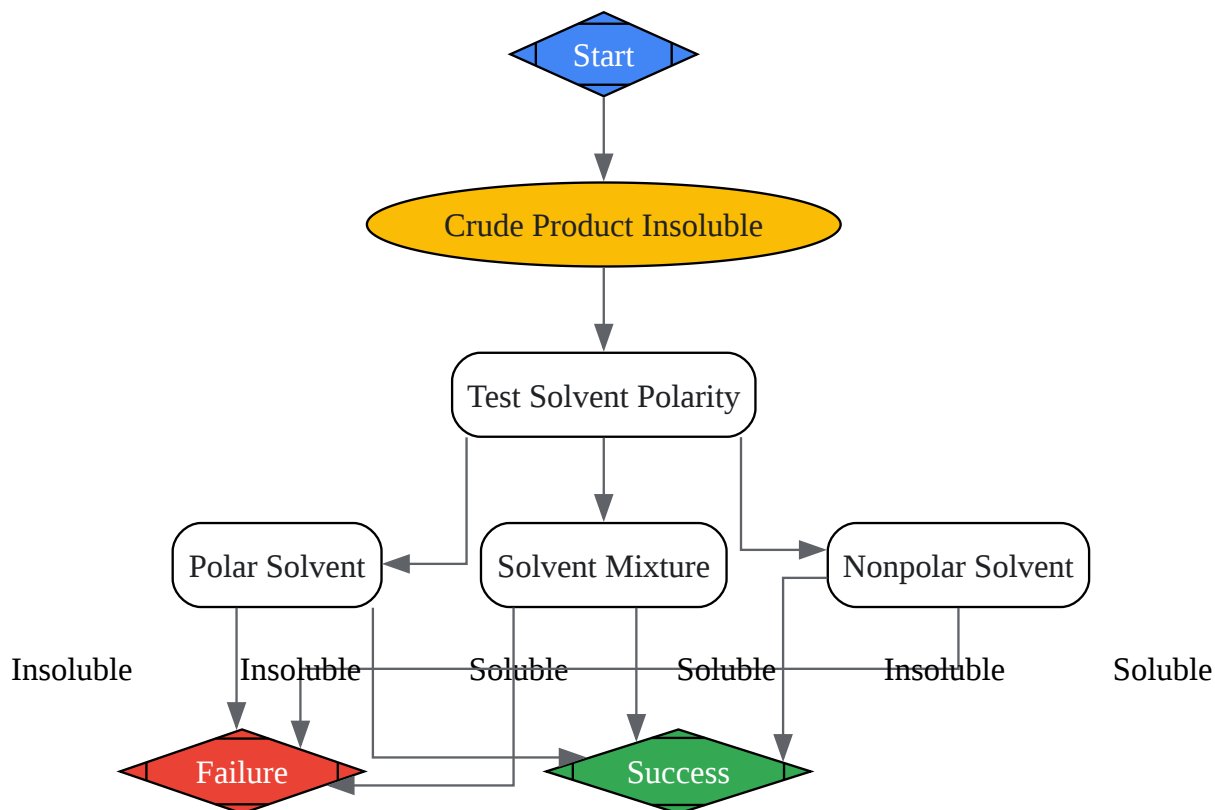 Start
Crude Product Insoluble
Test Solvent Polarity
Polar Solvent
Solvent Mixture
Nonpolar Solvent
Insoluble
Insoluble
Soluble
Soluble
Insoluble
Soluble
Failure
Success